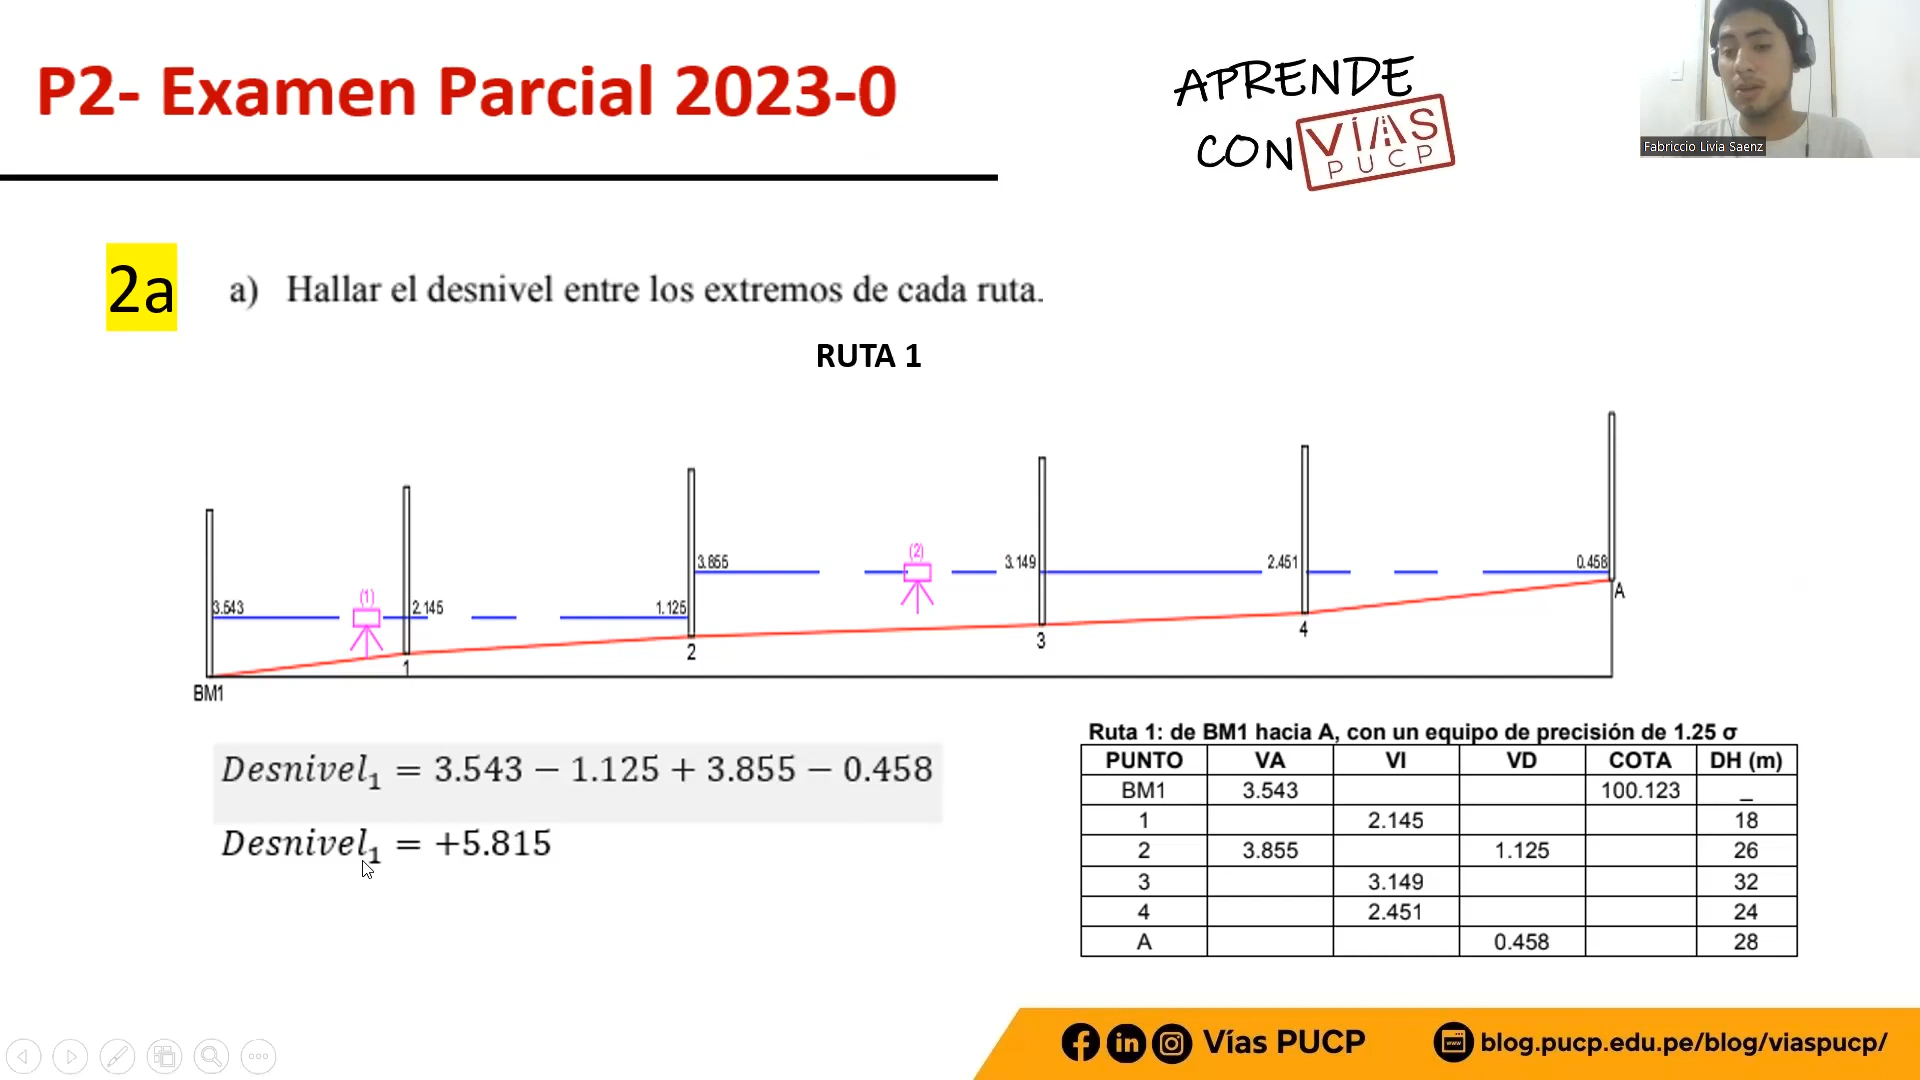 P2- Examen Parcial 2023-0
APRENDE
CON VÍAS
PUCP
Fabriccio Livia Saenz
2a
a) Hallar el desnivel entre los extremos de cada ruta.
RUTA 1
3.543
(1)
2.145
1.125
3.855
(2)
3.149
2.451
0.458
A
BM1
1
2
3
4
Desnivel₁ = 3.543 − 1.125 + 3.855 − 0.458
Desnivel₁ = +5.815
Ruta 1: de BM1 hacia A, con un equipo de precisión de 1.25 σ
PUNTO VA VI VD COTA DH (m)
BM1 3.543 100.123 _
1 2.145 18
2 3.855 1.125 26
3 3.149 32
4 2.451 24
A 0.458 28
Vías PUCP
www
blog.pucp.edu.pe/blog/viaspucp/